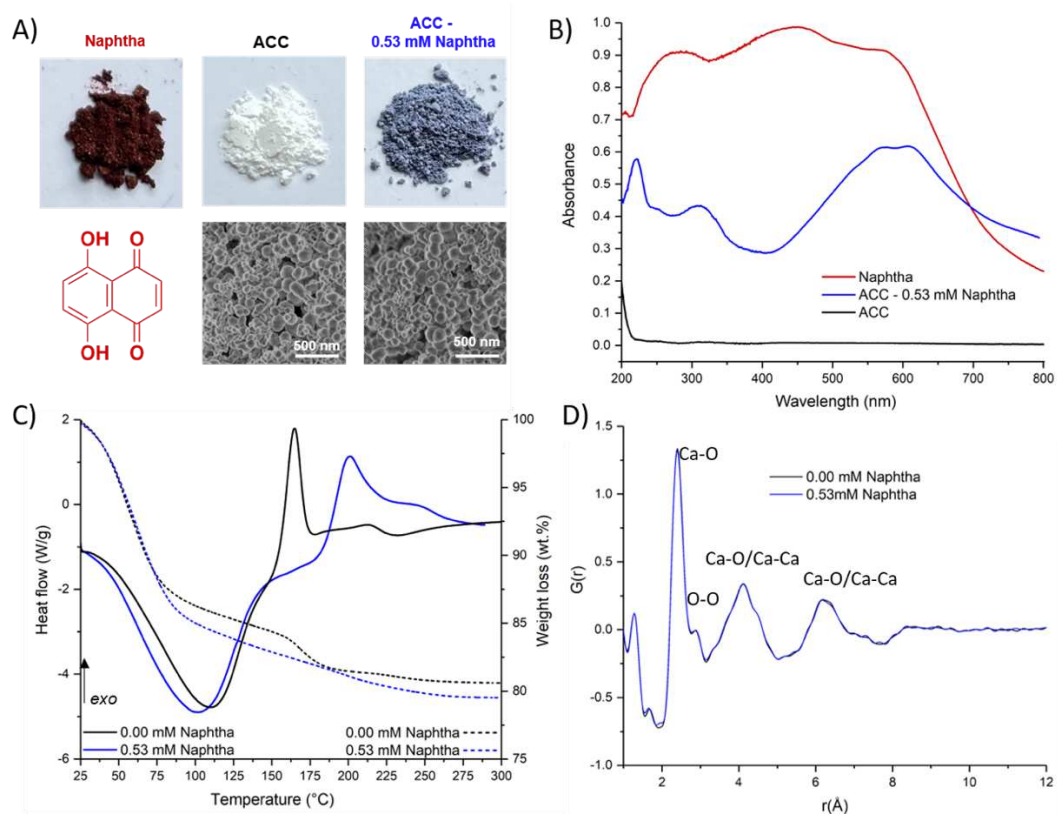 A)
Naphtha
ACC
ACC -
0.53 mM Naphtha
OH O
OH O
500 nm
500 nm
B)
Absorbance
1.0
0.9
0.8
0.7
0.6
0.5
0.4
0.3
0.2
0.1
0.0
Naphtha
ACC - 0.53 mM Naphtha
ACC
200 300 400 500 600 700 800
Wavelength (nm)
C)
Heat flow (W/g)
2
0
-2
-4
-6
100
95
90
85
80
75
Weight loss (wt.%)
exo
0.00 mM Naphtha
0.53 mM Naphtha
0.00 mM Naphtha
0.53 mM Naphtha
25 50 75 100 125 150 175 200 225 250 275 300
Temperature (°C)
D)
G(r)
1.5
1.0
0.5
0.0
-0.5
-1.0
Ca-O
0.00 mM Naphtha
0.53mM Naphtha
Ca-O/Ca-Ca
O-O
Ca-O/Ca-Ca
2 4 6 8 10 12
r(Å)